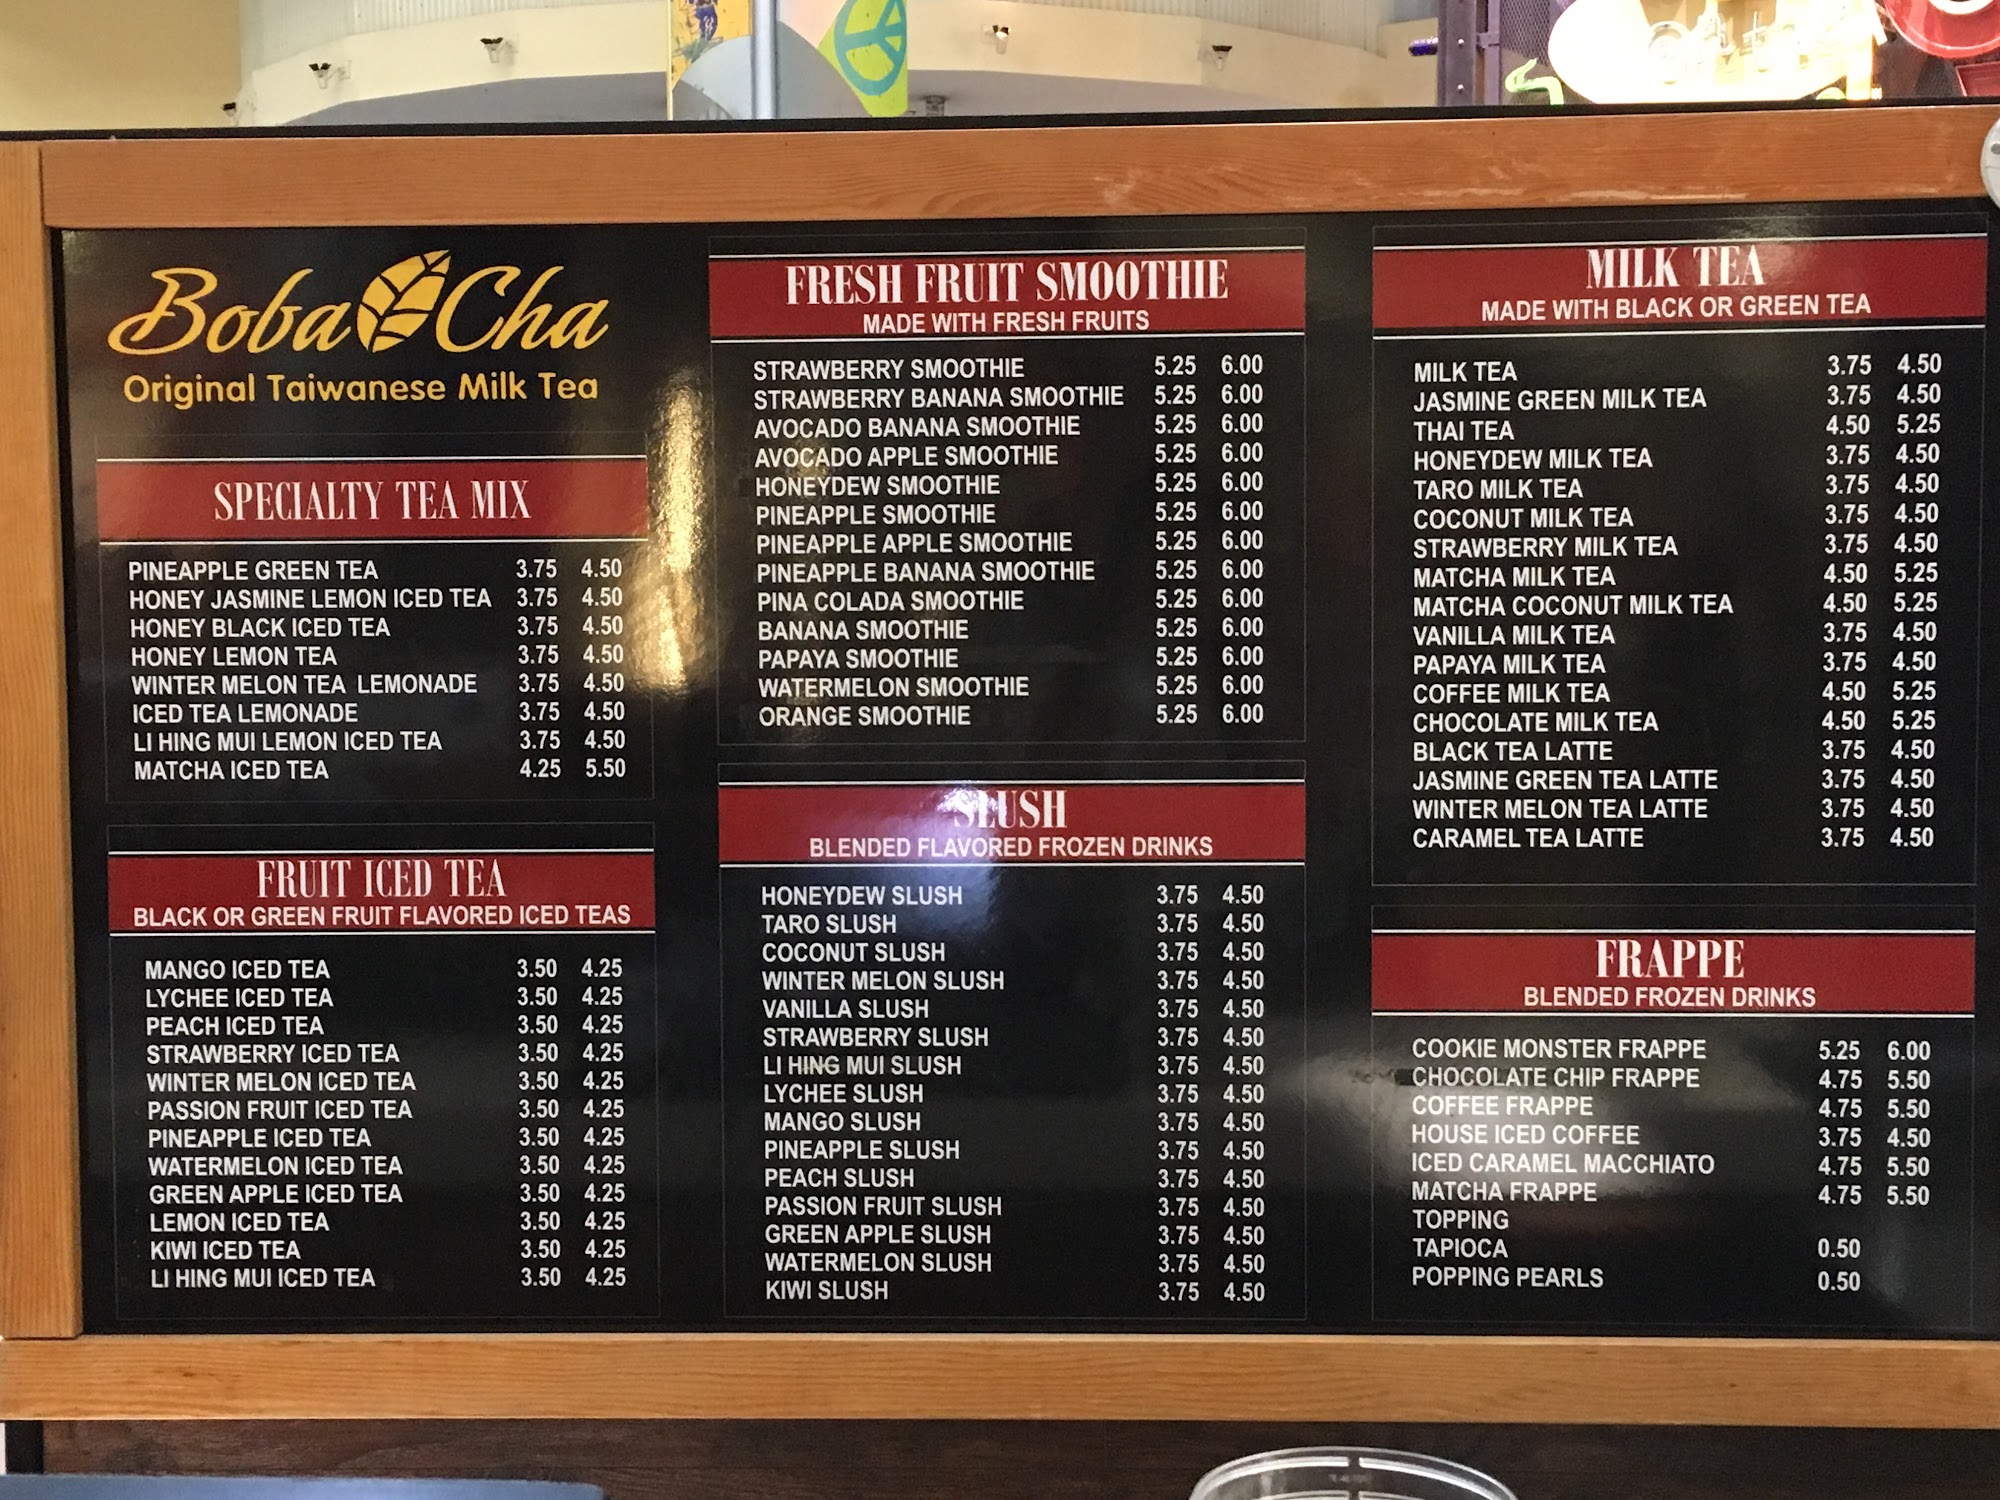 Boba Cha
Original Taiwanese Milk Tea
SPECIALTY TEA MIX
PINEAPPLE GREEN TEA 3.75 4.50
HONEY JASMINE LEMON ICED TEA 3.75 4.50
HONEY BLACK ICED TEA 3.75 4.50
HONEY LEMON TEA 3.75 4.50
WINTER MELON TEA LEMONADE 3.75 4.50
ICED TEA LEMONADE 3.75 4.50
LI HING MUI LEMON ICED TEA 3.75 4.50
MATCHA ICED TEA 4.25 5.50
FRUIT ICED TEA
BLACK OR GREEN FRUIT FLAVORED ICED TEAS
MANGO ICED TEA 3.50 4.25
LYCHEE ICED TEA 3.50 4.25
PEACH ICED TEA 3.50 4.25
STRAWBERRY ICED TEA 3.50 4.25
WINTER MELON ICED TEA 3.50 4.25
PASSION FRUIT ICED TEA 3.50 4.25
PINEAPPLE ICED TEA 3.50 4.25
WATERMELON ICED TEA 3.50 4.25
GREEN APPLE ICED TEA 3.50 4.25
LEMON ICED TEA 3.50 4.25
KIWI ICED TEA 3.50 4.25
LI HING MUI ICED TEA 3.50 4.25
FRESH FRUIT SMOOTHIE
MADE WITH FRESH FRUITS
STRAWBERRY SMOOTHIE 5.25 6.00
STRAWBERRY BANANA SMOOTHIE 5.25 6.00
AVOCADO BANANA SMOOTHIE 5.25 6.00
AVOCADO APPLE SMOOTHIE 5.25 6.00
HONEYDEW SMOOTHIE 5.25 6.00
PINEAPPLE SMOOTHIE 5.25 6.00
PINEAPPLE APPLE SMOOTHIE 5.25 6.00
PINEAPPLE BANANA SMOOTHIE 5.25 6.00
PINA COLADA SMOOTHIE 5.25 6.00
BANANA SMOOTHIE 5.25 6.00
PAPAYA SMOOTHIE 5.25 6.00
WATERMELON SMOOTHIE 5.25 6.00
ORANGE SMOOTHIE 5.25 6.00
SLUSH
BLENDED FLAVORED FROZEN DRINKS
HONEYDEW SLUSH 3.75 4.50
TARO SLUSH 3.75 4.50
COCONUT SLUSH 3.75 4.50
WINTER MELON SLUSH 3.75 4.50
VANILLA SLUSH 3.75 4.50
STRAWBERRY SLUSH 3.75 4.50
LI HING MUI SLUSH 3.75 4.50
LYCHEE SLUSH 3.75 4.50
MANGO SLUSH 3.75 4.50
PINEAPPLE SLUSH 3.75 4.50
PEACH SLUSH 3.75 4.50
PASSION FRUIT SLUSH 3.75 4.50
GREEN APPLE SLUSH 3.75 4.50
WATERMELON SLUSH 3.75 4.50
KIWI SLUSH 3.75 4.50
MILK TEA
MADE WITH BLACK OR GREEN TEA
MILK TEA 3.75 4.50
JASMINE GREEN MILK TEA 3.75 4.50
THAI TEA 4.50 5.25
HONEYDEW MILK TEA 3.75 4.50
TARO MILK TEA 3.75 4.50
COCONUT MILK TEA 3.75 4.50
STRAWBERRY MILK TEA 3.75 4.50
MATCHA MILK TEA 4.50 5.25
MATCHA COCONUT MILK TEA 4.50 5.25
VANILLA MILK TEA 3.75 4.50
PAPAYA MILK TEA 3.75 4.50
COFFEE MILK TEA 4.50 5.25
CHOCOLATE MILK TEA 4.50 5.25
BLACK TEA LATTE 3.75 4.50
JASMINE GREEN TEA LATTE 3.75 4.50
WINTER MELON TEA LATTE 3.75 4.50
CARAMEL TEA LATTE 3.75 4.50
FRAPPE
BLENDED FROZEN DRINKS
COOKIE MONSTER FRAPPE 5.25 6.00
CHOCOLATE CHIP FRAPPE 4.75 5.50
COFFEE FRAPPE 4.75 5.50
HOUSE ICED COFFEE 3.75 4.50
ICED CARAMEL MACCHIATO 4.75 5.50
MATCHA FRAPPE 4.75 5.50
TOPPING
TAPIOCA 0.50
POPPING PEARLS 0.50